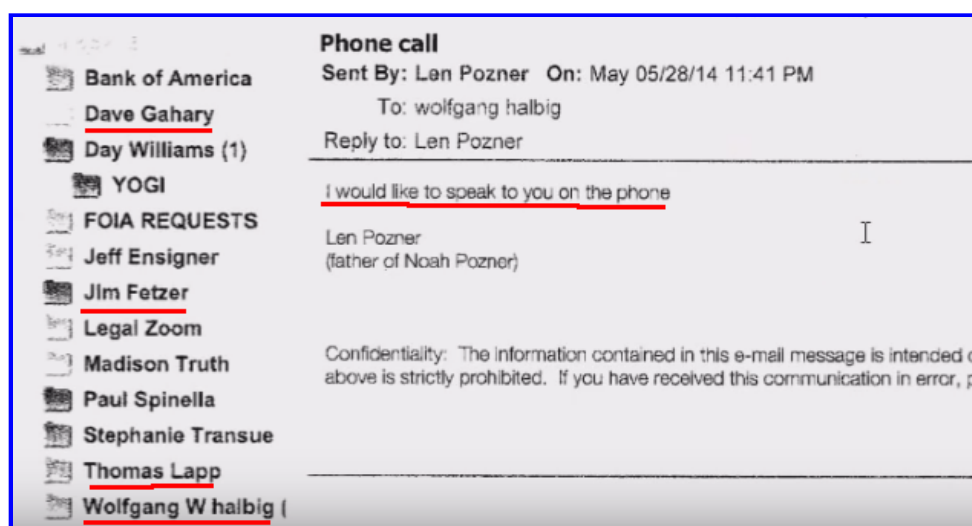 Bank of America
Dave Gahary
Day Williams (1)
YOGI
FOIA REQUESTS
Jeff Ensigner
JIm Fetzer
Legal Zoom
Madison Truth
Paul Spinella
Stephanie Transue
Thomas Lapp
Wolfgang W halbig (
Phone call
Sent By: Len Pozner On: May 05/28/14 11:41 PM
To: wolfgang halbig
Reply to: Len Pozner
I would like to speak to you on the phone
Len Pozner
(father of Noah Pozner)
Confidentiality: The information contained in this e-mail message is intended
above is strictly prohibited. If you have received this communication in error,